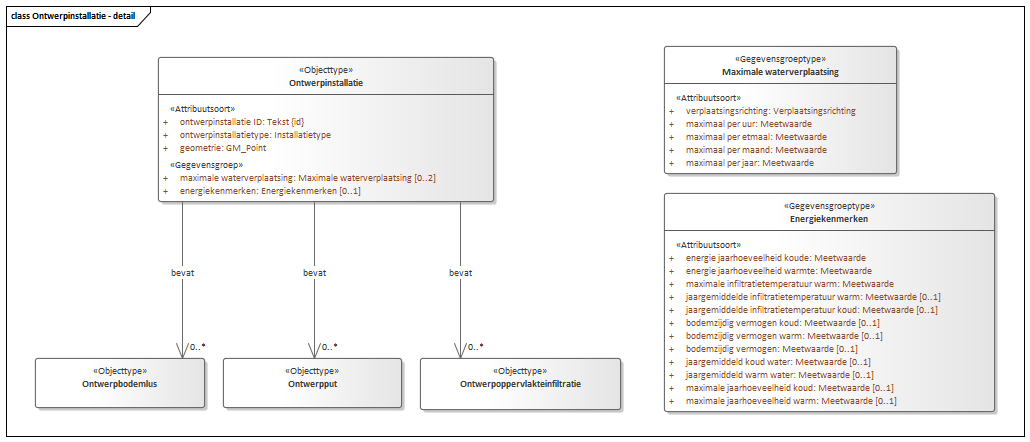 class Ontwerpinstallatie - detail
«Objecttype»
Ontwerpinstallatie
«Attribuutsoort»
+ ontwerpinstallatie ID: Tekst {id}
+ ontwerpinstallatietype: Installatietype
+ geometrie: GM_Point
«Gegevensgroep»
+ maximale waterverplaatsing: Maximale waterverplaatsing [0..2]
+ energiekenmerken: Energiekenmerken [0..1]
bevat
bevat
bevat
0..*
0..*
0..*
«Objecttype»
Ontwerpbodemlus
«Objecttype»
Ontwerpput
«Objecttype»
Ontwerpoppervlakteinfiltratie
«Gegevensgroeptype»
Maximale waterverplaatsing
«Attribuutsoort»
+ verplaatsingsrichting: Verplaatsingsrichting
+ maximaal per uur: Meetwaarde
+ maximaal per etmaal: Meetwaarde
+ maximaal per maand: Meetwaarde
+ maximaal per jaar: Meetwaarde
«Gegevensgroeptype»
Energiekenmerken
«Attribuutsoort»
+ energie jaarhoeveelheid koude: Meetwaarde
+ energie jaarhoeveelheid warmte: Meetwaarde
+ maximale infiltratietemperatuur warm: Meetwaarde
+ jaargemiddelde infiltratietemperatuur warm: Meetwaarde [0..1]
+ jaargemiddelde infiltratietemperatuur koud: Meetwaarde [0..1]
+ bodemzijdig vermogen koud: Meetwaarde [0..1]
+ bodemzijdig vermogen warm: Meetwaarde [0..1]
+ bodemzijdig vermogen: Meetwaarde [0..1]
+ jaargemiddeld koud water: Meetwaarde [0..1]
+ jaargemiddeld warm water: Meetwaarde [0..1]
+ maximale jaarhoeveelheid koud: Meetwaarde [0..1]
+ maximale jaarhoeveelheid warm: Meetwaarde [0..1]